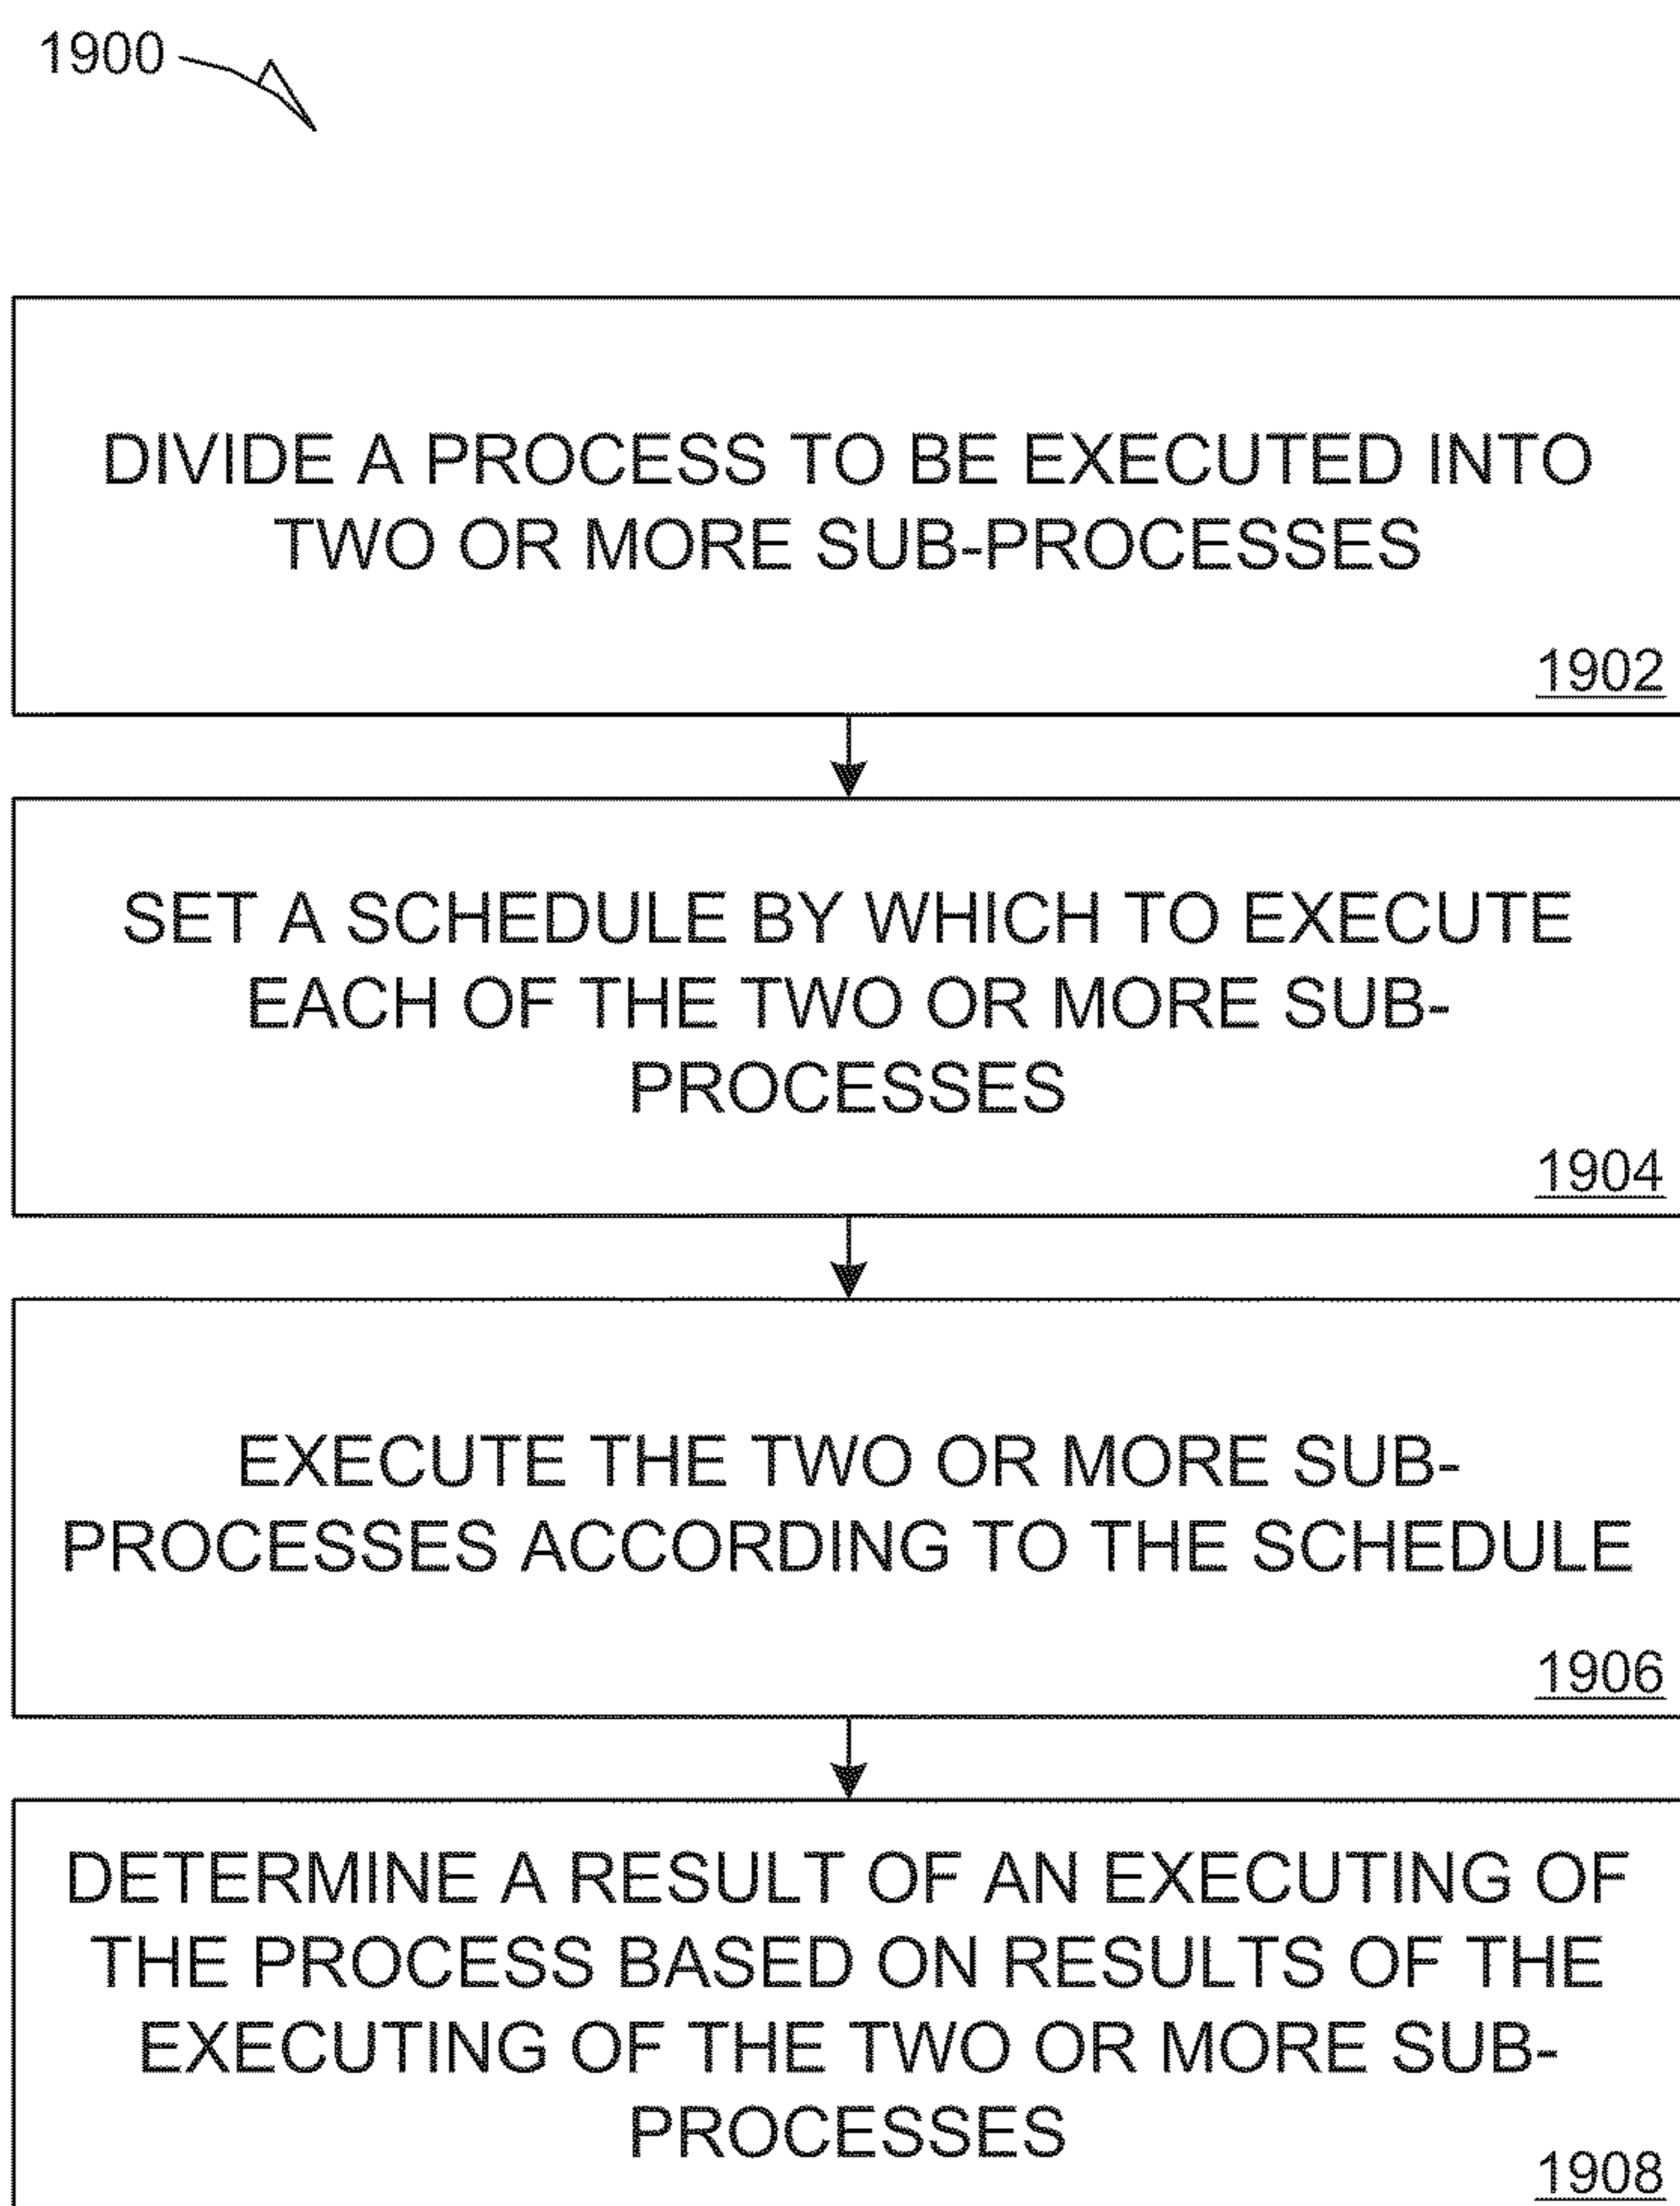 1900
DIVIDE A PROCESS TO BE EXECUTED INTO
TWO OR MORE SUB-PROCESSES
1902
SET A SCHEDULE BY WHICH TO EXECUTE
EACH OF THE TWO OR MORE SUB-
PROCESSES
1904
EXECUTE THE TWO OR MORE SUB-
PROCESSES ACCORDING TO THE SCHEDULE
1906
DETERMINE A RESULT OF AN EXECUTING OF
THE PROCESS BASED ON RESULTS OF THE
EXECUTING OF THE TWO OR MORE SUB-
PROCESSES
1908